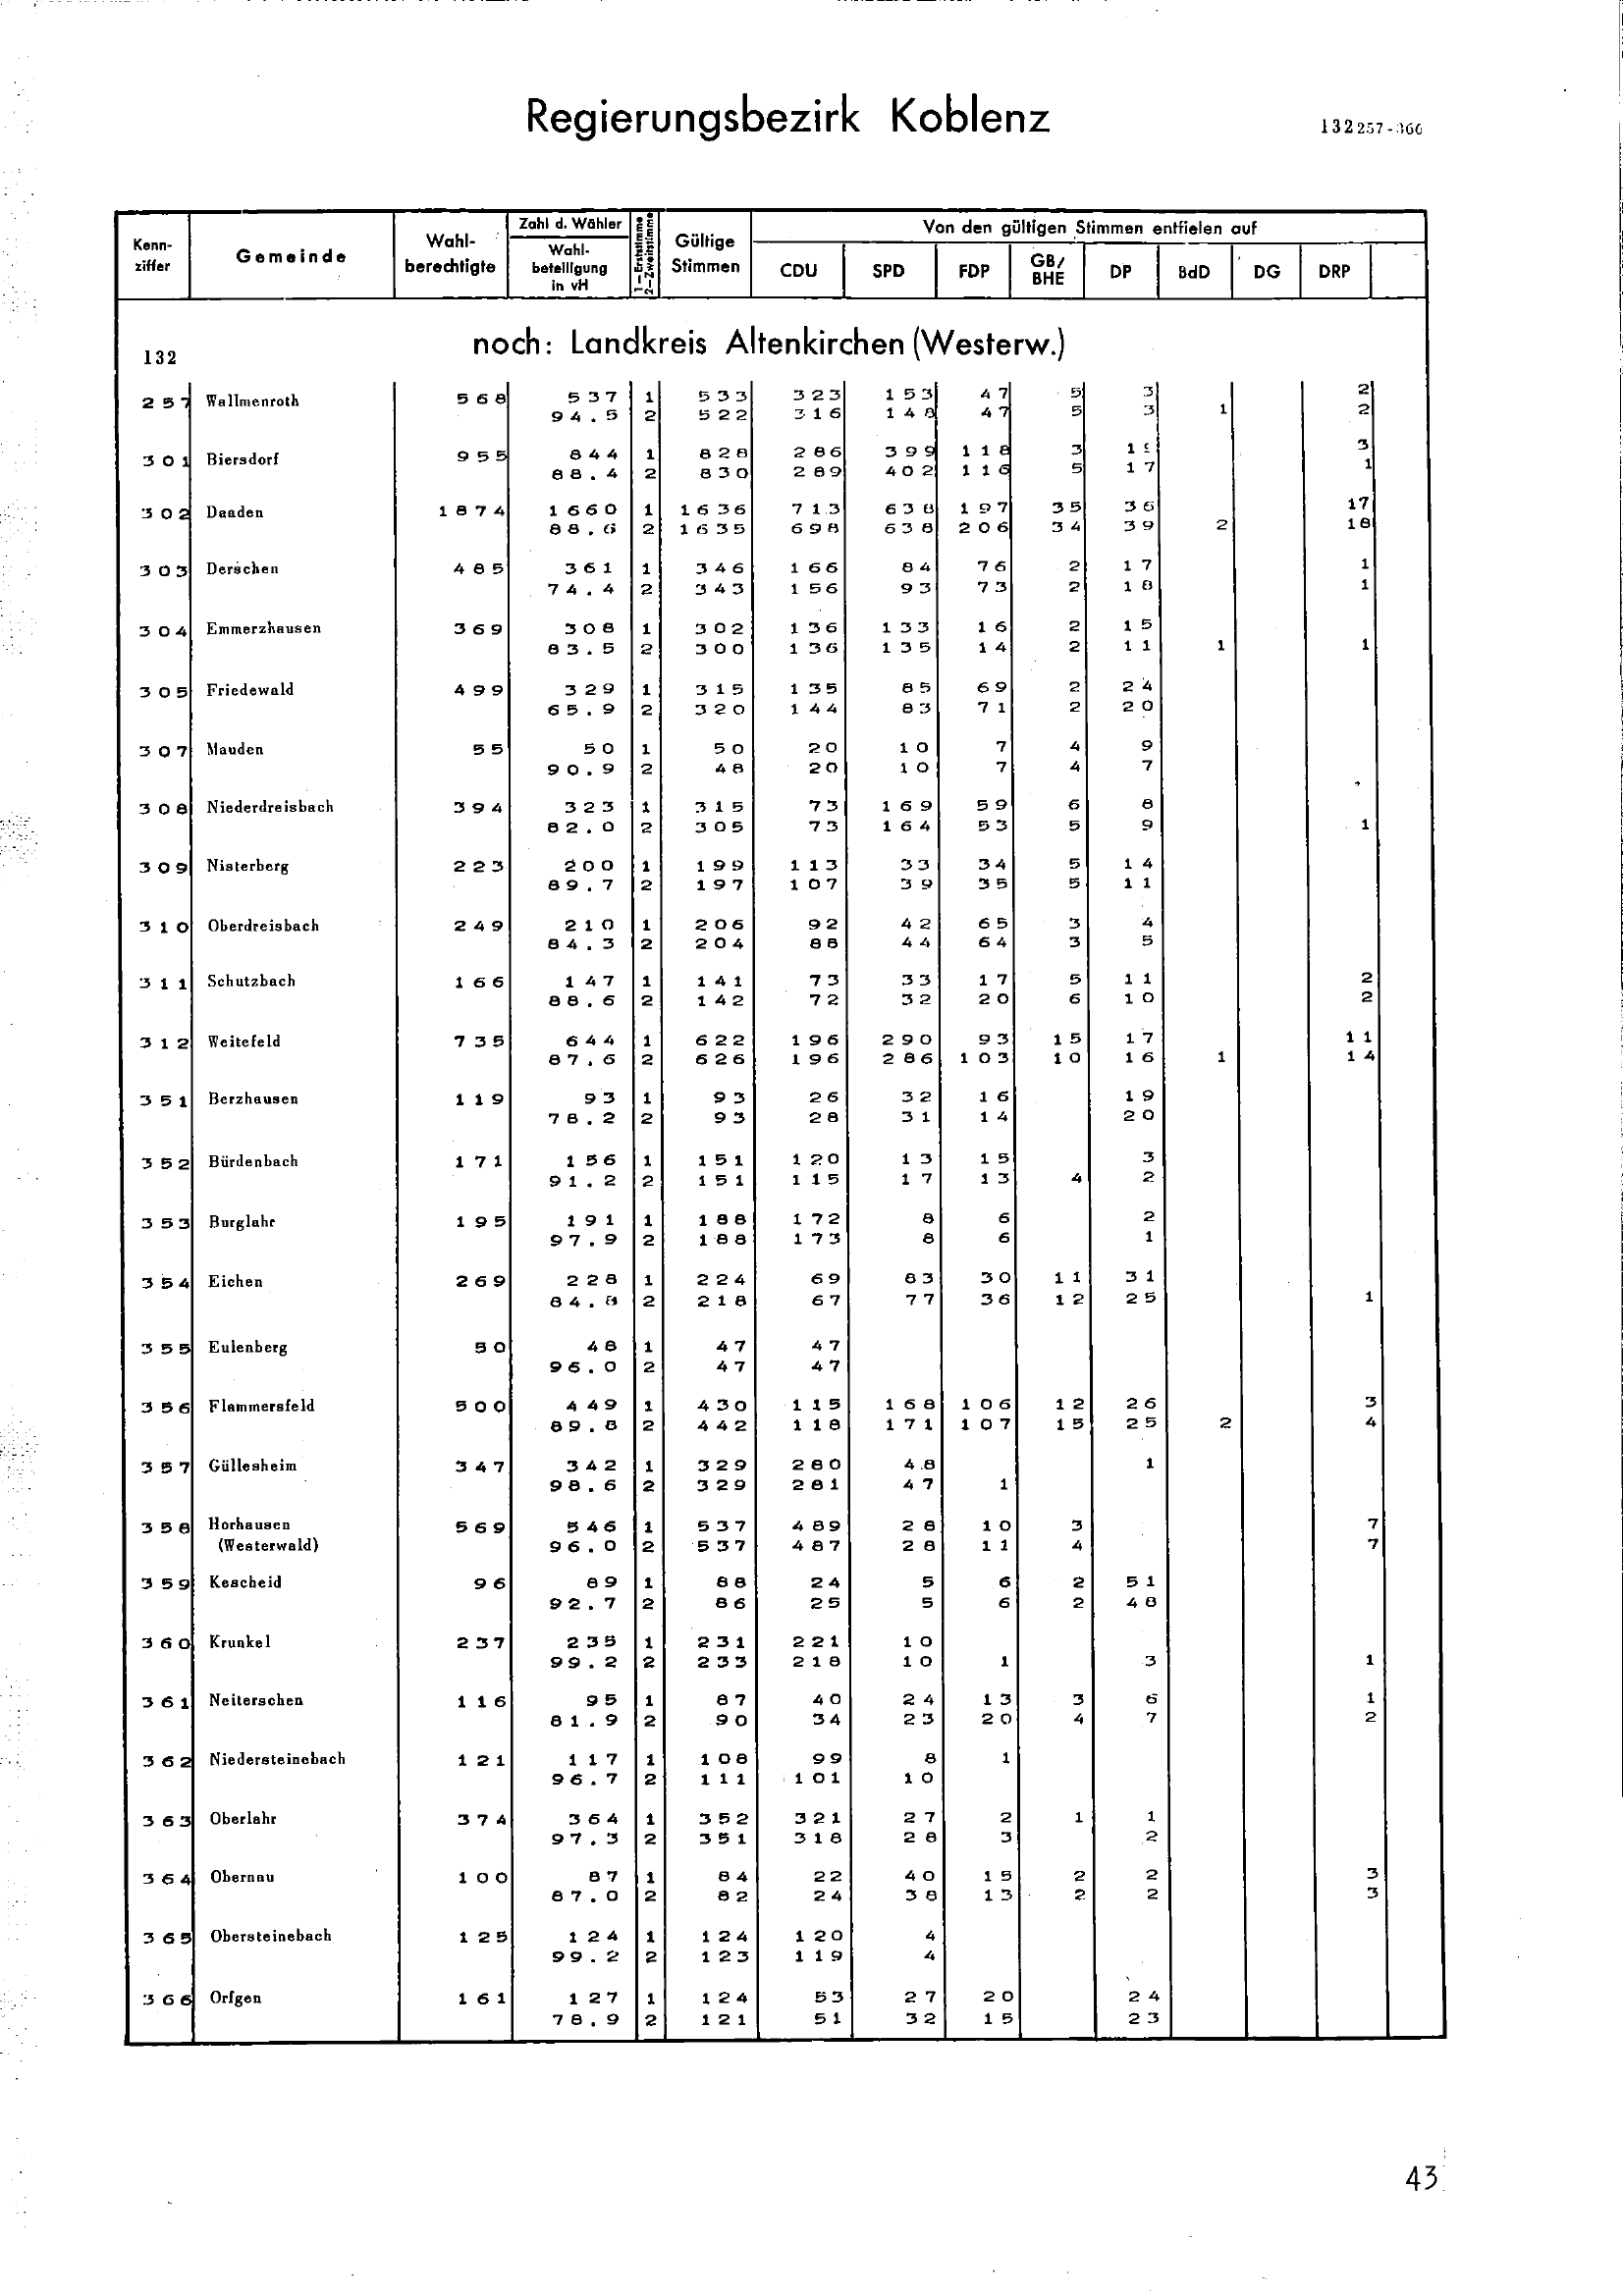 Regierungsbezirk Koblenz 132 257-366
Kenn-ziffer Gemeinde Wahl-berechtigte Zahl d. Wähler Wahl-beteiligung in vH 1=Erststimme 2=Zweitstimme Gültige Stimmen Von den gültigen Stimmen entfielen auf
CDU SPD FDP GB/BHE DP BdD DG DRP
132 noch: Landkreis Altenkirchen (Westerw.)
257 Wallmenroth 568 537 1 533 323 153 47 5 3 2
94.5 2 522 316 148 47 5 3 1 2
301 Biersdorf 955 844 1 828 286 399 118 3 19 3
88.4 2 830 289 402 116 5 17 1
302 Daaden 1874 1660 1 1636 713 638 197 35 36 17
88.6 2 1635 698 638 206 34 39 2 18
303 Derschen 485 361 1 346 166 84 76 2 17 1
74.4 2 343 156 93 73 2 18 1
304 Emmerzhausen 369 308 1 302 136 133 16 2 15
83.5 2 300 136 135 14 2 11 1 1
305 Friedewald 499 329 1 315 135 85 69 2 24
65.9 2 320 144 83 71 2 20
307 Mauden 55 50 1 50 20 10 7 4 9
90.9 2 48 20 10 7 4 7
308 Niederdreisbach 394 323 1 315 73 169 59 6 8
82.0 2 305 73 164 53 5 9 1
309 Nisterberg 223 200 1 199 113 33 34 5 14
89.7 2 197 107 39 35 5 11
310 Oberdreisbach 249 210 1 206 92 42 65 3 4
84.3 2 204 88 44 64 3 5
311 Schutzbach 166 147 1 141 73 33 17 5 11 2
88.6 2 142 72 32 20 6 10 2
312 Weitefeld 735 644 1 622 196 290 93 15 17 11
87.6 2 626 196 286 103 10 16 1 14
351 Berzhausen 119 93 1 93 26 32 16 19
78.2 2 93 28 31 14 20
352 Bürdenbach 171 156 1 151 120 13 15 3
91.2 2 151 115 17 13 4 2
353 Burglahr 195 191 1 188 172 8 6 2
97.9 2 188 173 8 6 1
354 Eichen 269 228 1 224 69 83 30 11 31
84.8 2 218 67 77 36 12 25 1
355 Eulenberg 50 48 1 47 47
96.0 2 47 47
356 Flammersfeld 500 449 1 430 115 168 106 12 26 3
89.8 2 442 118 171 107 15 25 2 4
357 Güllesheim 347 342 1 329 280 48 1
98.6 2 329 281 47 1
358 Horhausen 569 546 1 537 489 28 10 3 7
(Westerwald) 96.0 2 537 487 28 11 4 7
359 Kescheid 96 89 1 88 24 5 6 2 51
92.7 2 86 25 5 6 2 48
360 Krunkel 237 235 1 231 221 10
99.2 2 233 218 10 1 3 1
361 Neiterschen 116 95 1 87 40 24 13 3 6 1
81.9 2 90 34 23 20 4 7 2
362 Niedersteinebach 121 117 1 108 99 8 1
96.7 2 111 101 10
363 Oberlahr 374 364 1 352 321 27 2 1 1
97.3 2 351 318 28 3 2
364 Obernau 100 87 1 84 22 40 15 2 2 3
87.0 2 82 24 38 13 2 2 3
365 Obersteinebach 125 124 1 124 120 4
99.2 2 123 119 4
366 Orfgen 161 127 1 124 53 27 20 24
78.9 2 121 51 32 15 23
43